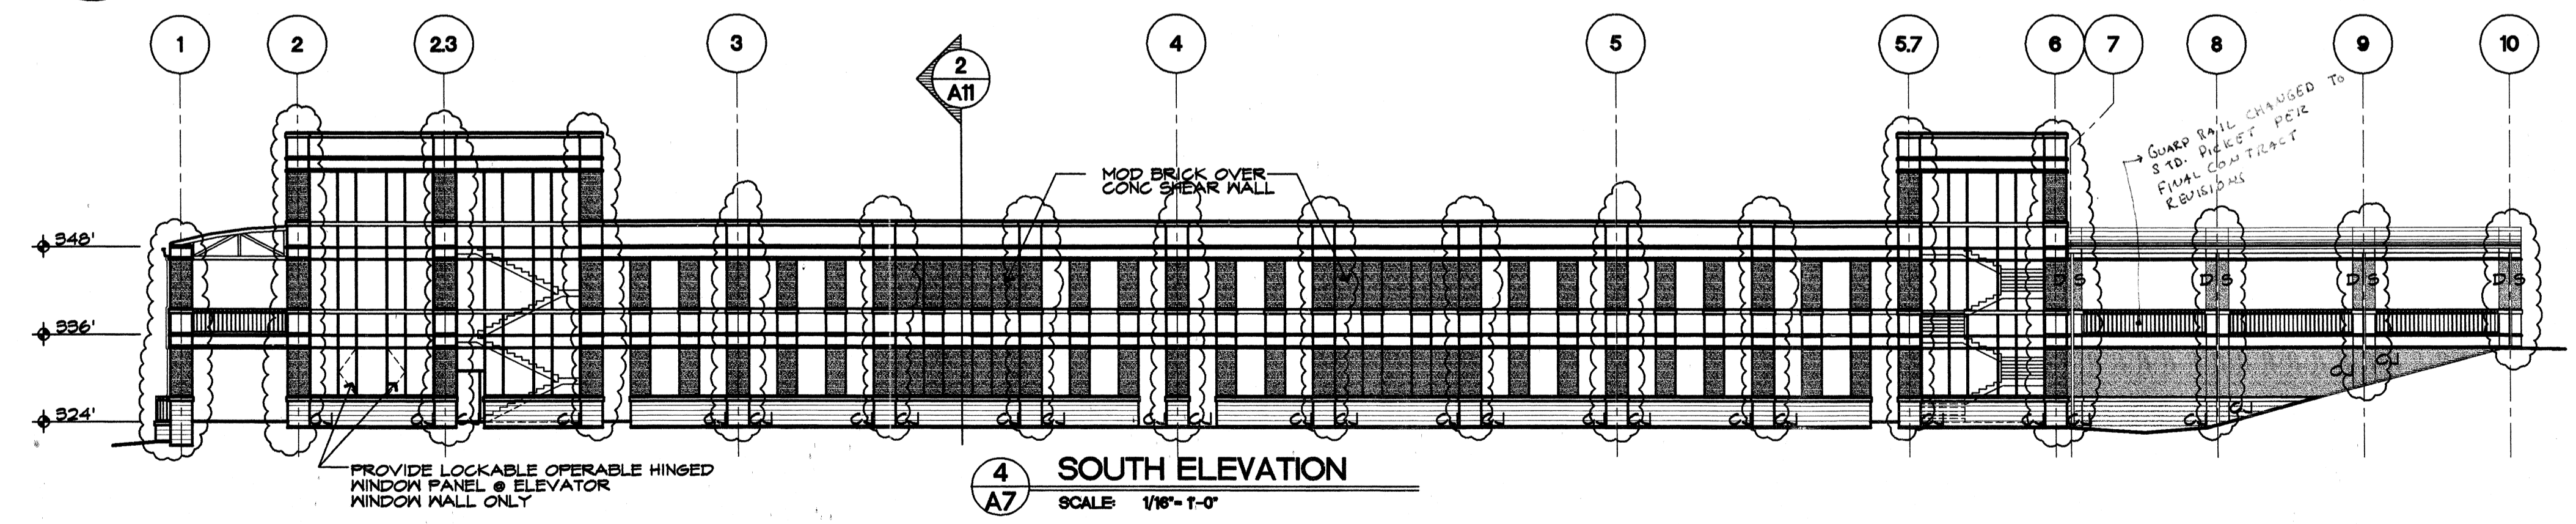 1 2 2.3 3 4 5 5.7 6 7 8 9 10
2
A11
GUARD RAIL CHANGED TO
STD. PICKET PER
FINAL CONTRACT
REVISIONS
MOD BRICK OVER
CONC SHEAR WALL
348'
D S D S D S D S
336'
324'
PROVIDE LOCKABLE OPERABLE HINGED
WINDOW PANEL @ ELEVATOR
WINDOW WALL ONLY
4
A7
SOUTH ELEVATION
SCALE: 1/16"= 1'-0"